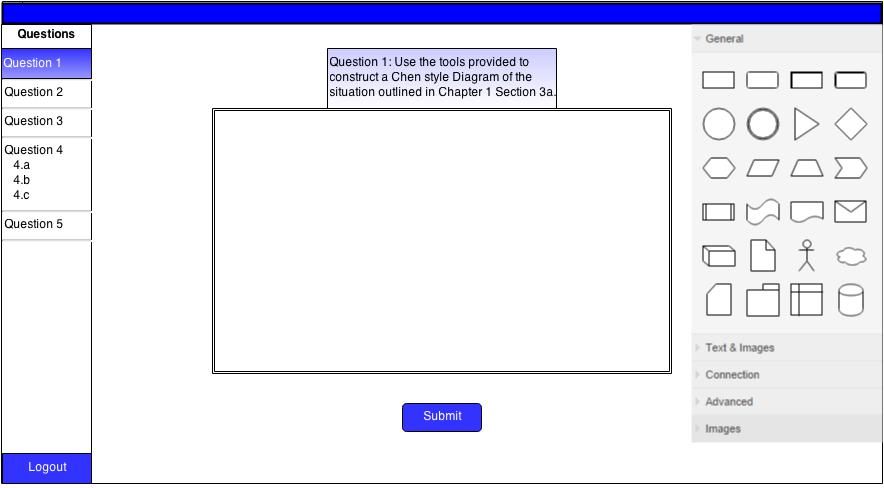 Questions
Question 1
Question 2
Question 3
Question 4
4.a
4.b
4.c
Question 5
Logout
Question 1: Use the tools provided to
construct a Chen style Diagram of the
situation outlined in Chapter 1 Section 3a.
Submit
General
Text & Images
Connection
Advanced
Images